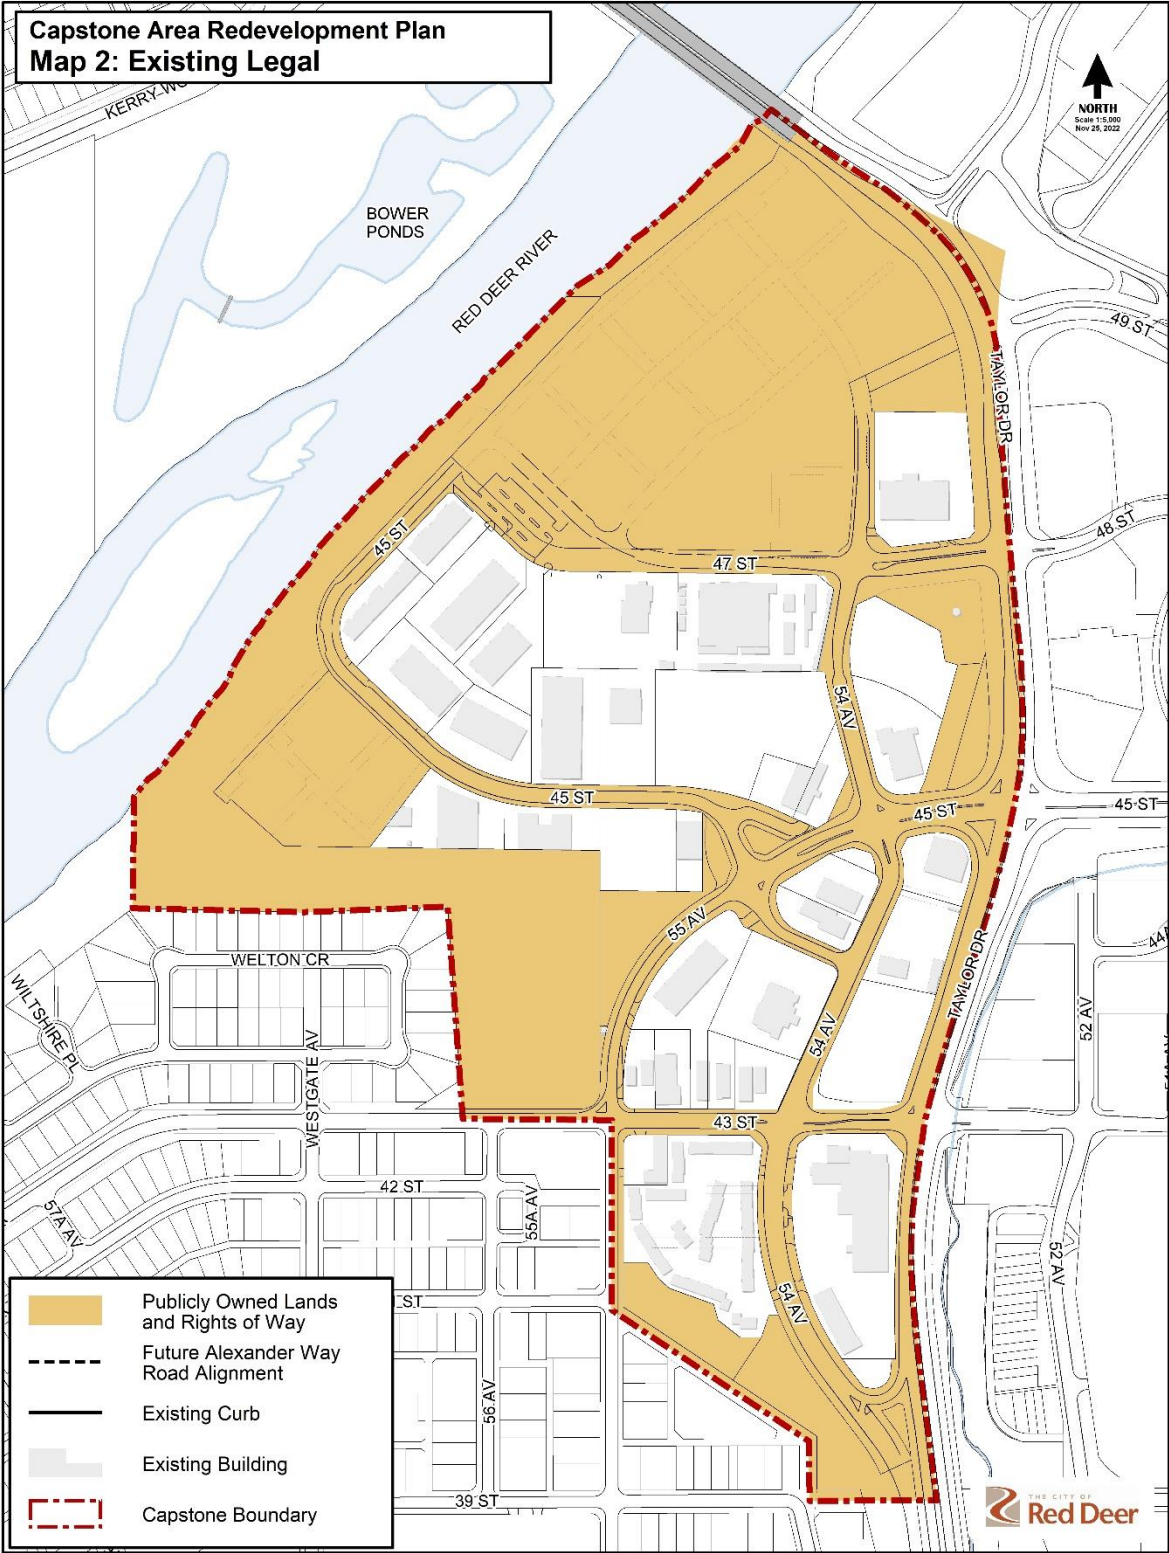 Capstone Area Redevelopment Plan
Map 2: Existing Legal
NORTH
Scale 1:5,000
Nov 25, 2022
BOWER
PONDS
RED DEER RIVER
49 ST
TAYLOR DR
48 ST
45 ST
47 ST
54 AV
45 ST
45 ST
45 ST
55 AV
TAYLOR DR
WELTON CR
WILTSHIRE PL
WESTGATE AV
54 AV
52 AV
43 ST
42 ST
55A AV
57A AV
52 AV
54 AV
ST
56 AV
39 ST
Publicly Owned Lands
and Rights of Way
Future Alexander Way
Road Alignment
Existing Curb
Existing Building
Capstone Boundary
THE CITY OF
Red Deer